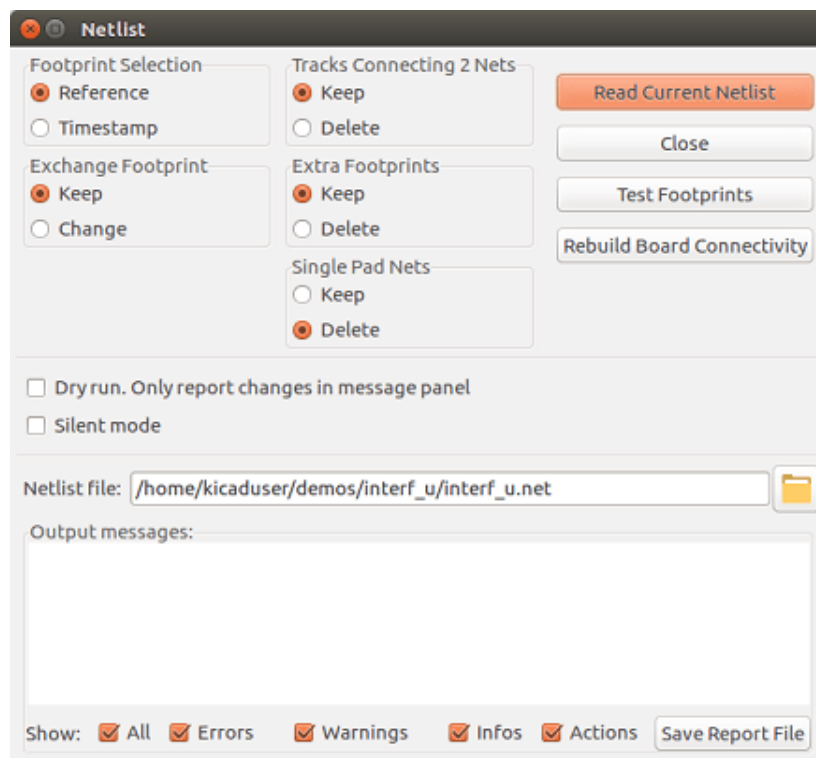 Netlist
Footprint Selection
Reference
Timestamp
Exchange Footprint
Keep
Change
Tracks Connecting 2 Nets
Keep
Delete
Extra Footprints
Keep
Delete
Single Pad Nets
Keep
Delete
Read Current Netlist
Close
Test Footprints
Rebuild Board Connectivity
Dry run. Only report changes in message panel
Silent mode
Netlist file: /home/kicaduser/demos/interf_u/interf_u.net
Output messages:
Show: All Errors Warnings Infos Actions Save Report File